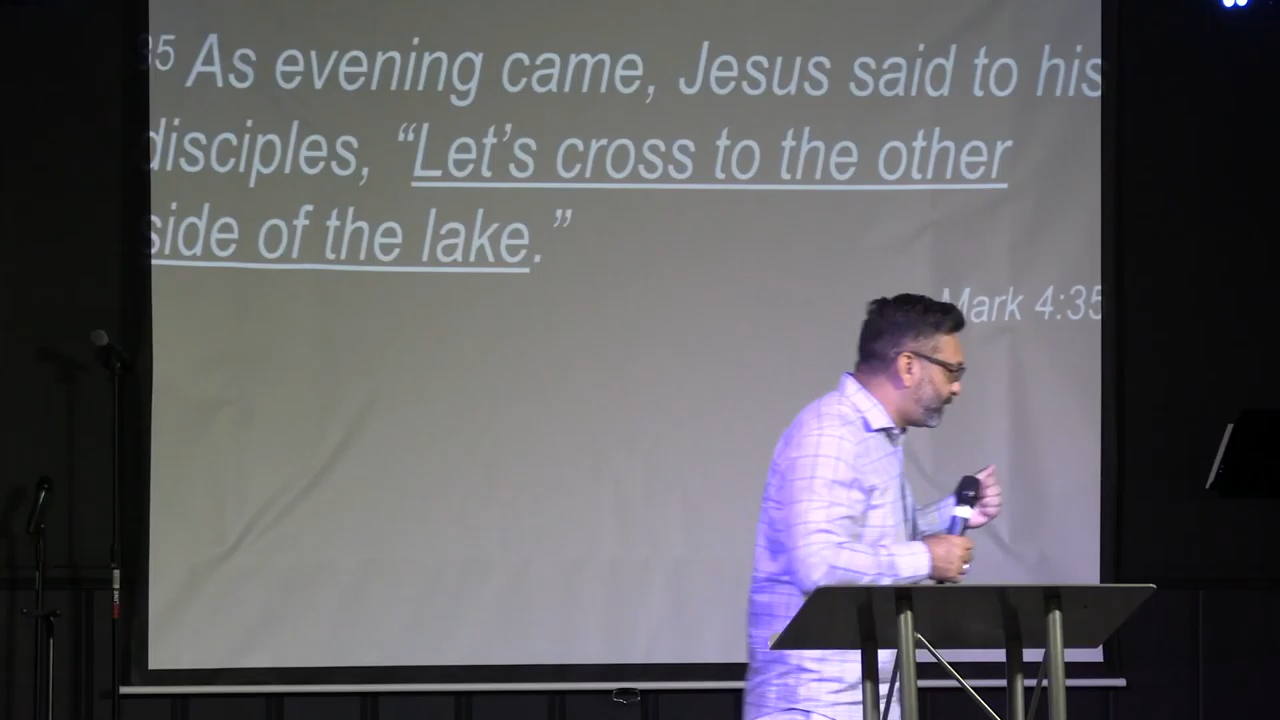 35 As evening came, Jesus said to his
disciples, “Let’s cross to the other
side of the lake.”
Mark 4:35